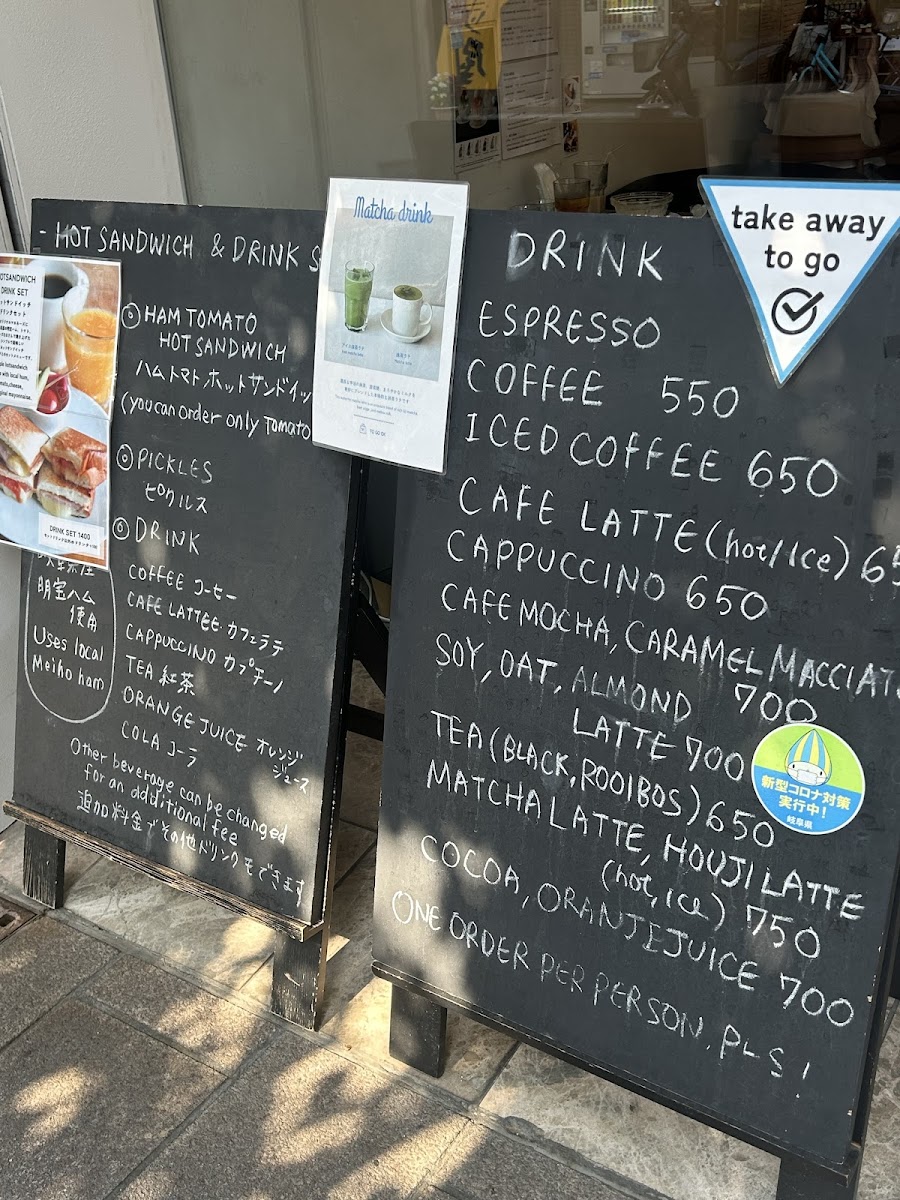 - HOT SANDWICH & DRINK S
HOTSANDWICH
DRINK SET
DRINK SET 1400
◎ HAM TOMATO
HOT SANDWICH
ハムトマトホットサンドイッ
(you can order only Tomato
◎ PICKLES
ピクルス
◎ DRINK
COFFEE コーヒー
CAFE LATTEE・カフェラテ
CAPPUCCINO カプチーノ
TEA 紅茶
ORANGE JUICE オレンジ
ジュース
COLA コーラ
Other beverage can be changed
for an additional fee
追加料金でその他ドリンクもできます
明宝ハム
使用
Uses local
Meiho ham
Matcha drink
take away
to go
DRINK
ESPRESSO
COFFEE 550
ICED COFFEE 650
CAFE LATTE (hot/ice) 65
CAPPUCCINO 650
CAFE MOCHA, CARAMEL MACCIAT
SOY, OAT, ALMOND 700
LATTE 700
TEA (BLACK, ROOIBOS) 650
MATCHA LATTE, HOUJI LATTE
(hot, ice) 750
COCOA, ORANJIEJUICE 700
ONE ORDER PER PERSON, PLS!
新型コロナ対策
実行中!
岐阜県